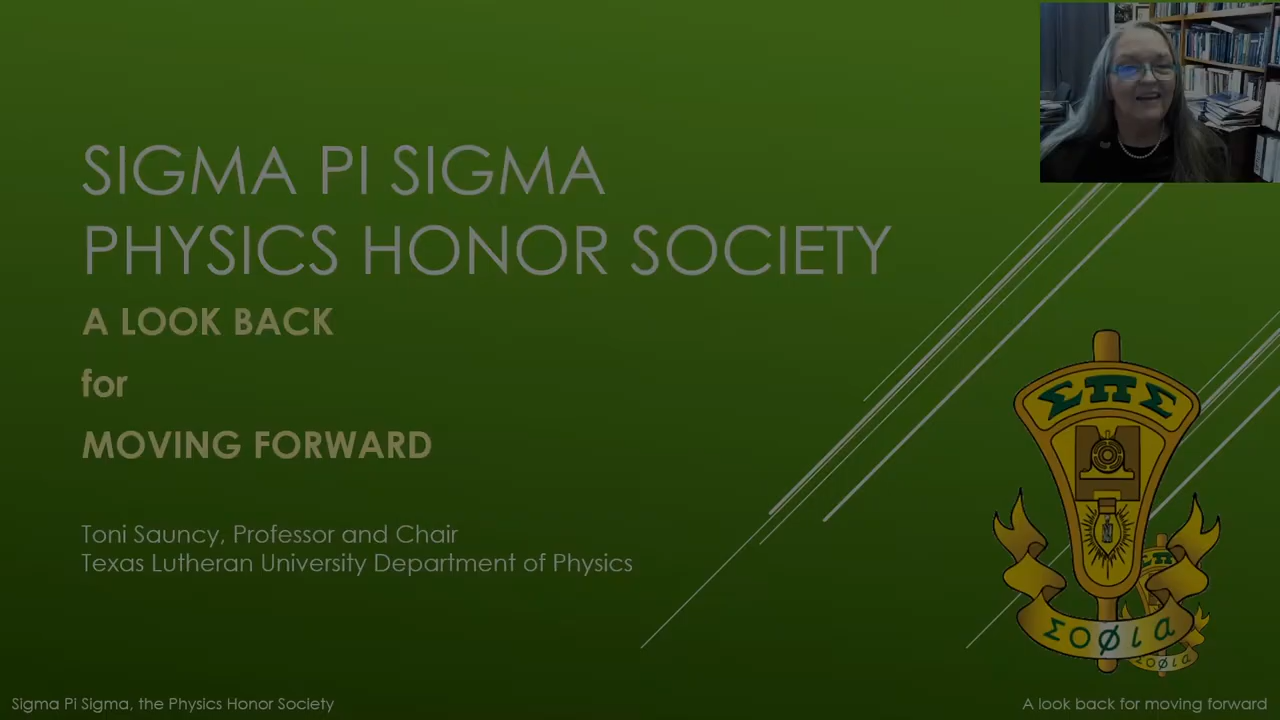 SIGMA PI SIGMA
PHYSICS HONOR SOCIETY
A LOOK BACK
for
MOVING FORWARD
Toni Sauncy, Professor and Chair
Texas Lutheran University Department of Physics
ΣΠΣ
ΣΟΦΙΑ
Sigma Pi Sigma, the Physics Honor Society
A look back for moving forward